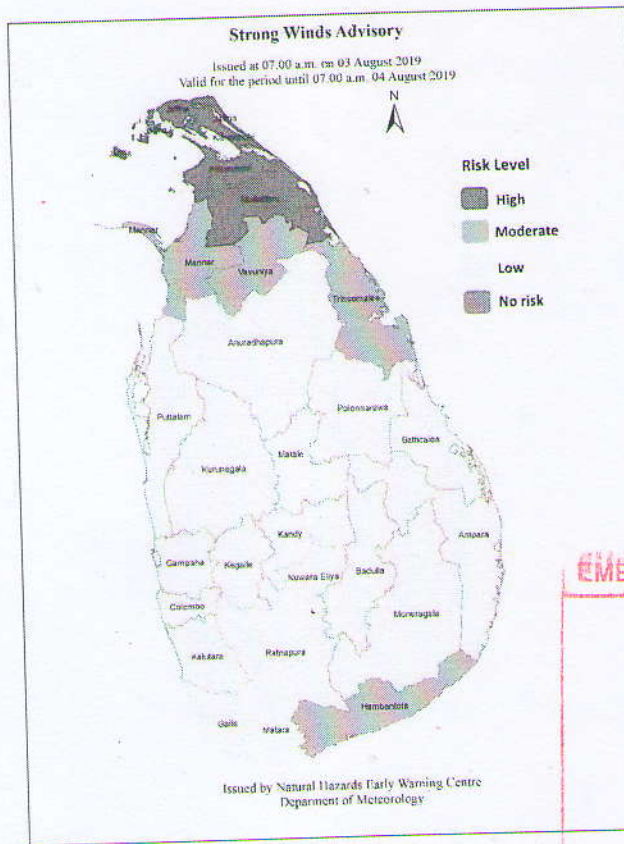 Strong Winds Advisory
Issued at 07.00 a.m. on 03 August 2019
Valid for the period until 07.00 a.m. 04 August 2019
N
Risk Level
High
Moderate
Low
No risk
Mannar
Mannar
Vavuniya
Trincomalee
Anuradhapura
Puttalam
Polonnaruwa
Batticaloa
Kurunegala
Matale
Kandy
Ampara
Gampaha
Kegalle
Nuwara Eliya
Badulla
Colombo
Moneragala
Kalutara
Ratnapura
Hambantota
Galle
Matara
Issued by Natural Hazards Early Warning Centre
Deparment of Meteorology